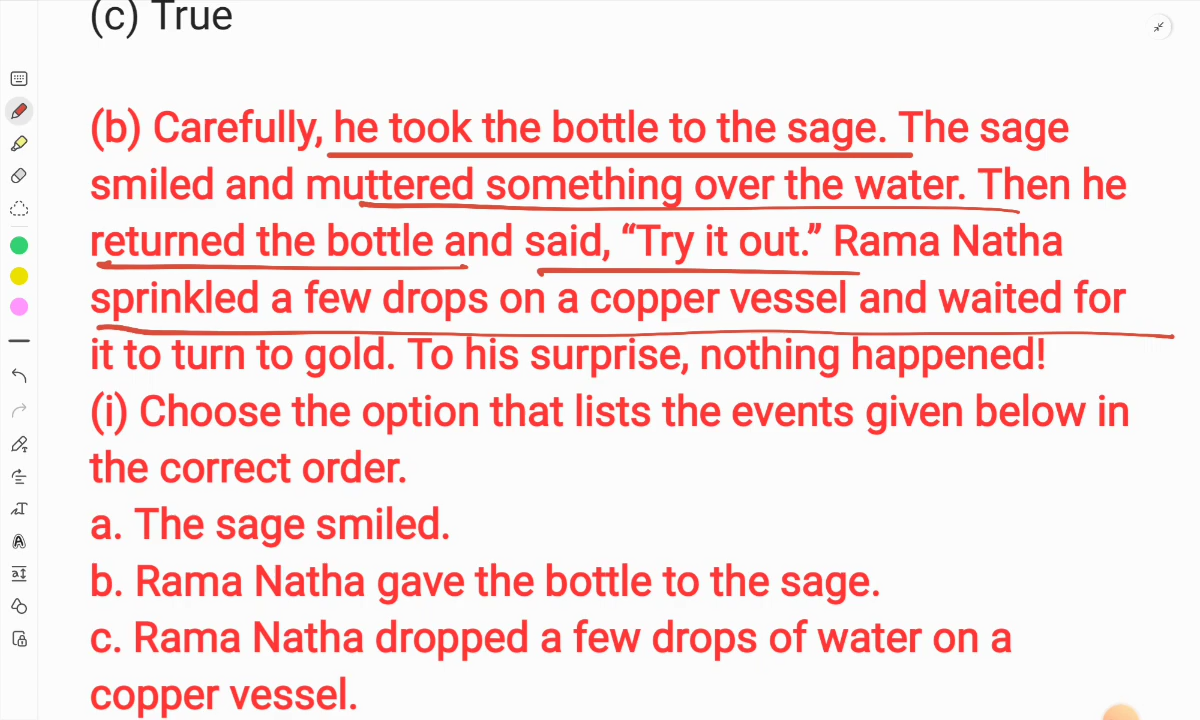 (c) True
(b) Carefully, he took the bottle to the sage. The sage
smiled and muttered something over the water. Then he
returned the bottle and said, “Try it out.” Rama Natha
sprinkled a few drops on a copper vessel and waited for
it to turn to gold. To his surprise, nothing happened!
(i) Choose the option that lists the events given below in
the correct order.
a. The sage smiled.
b. Rama Natha gave the bottle to the sage.
c. Rama Natha dropped a few drops of water on a
copper vessel.